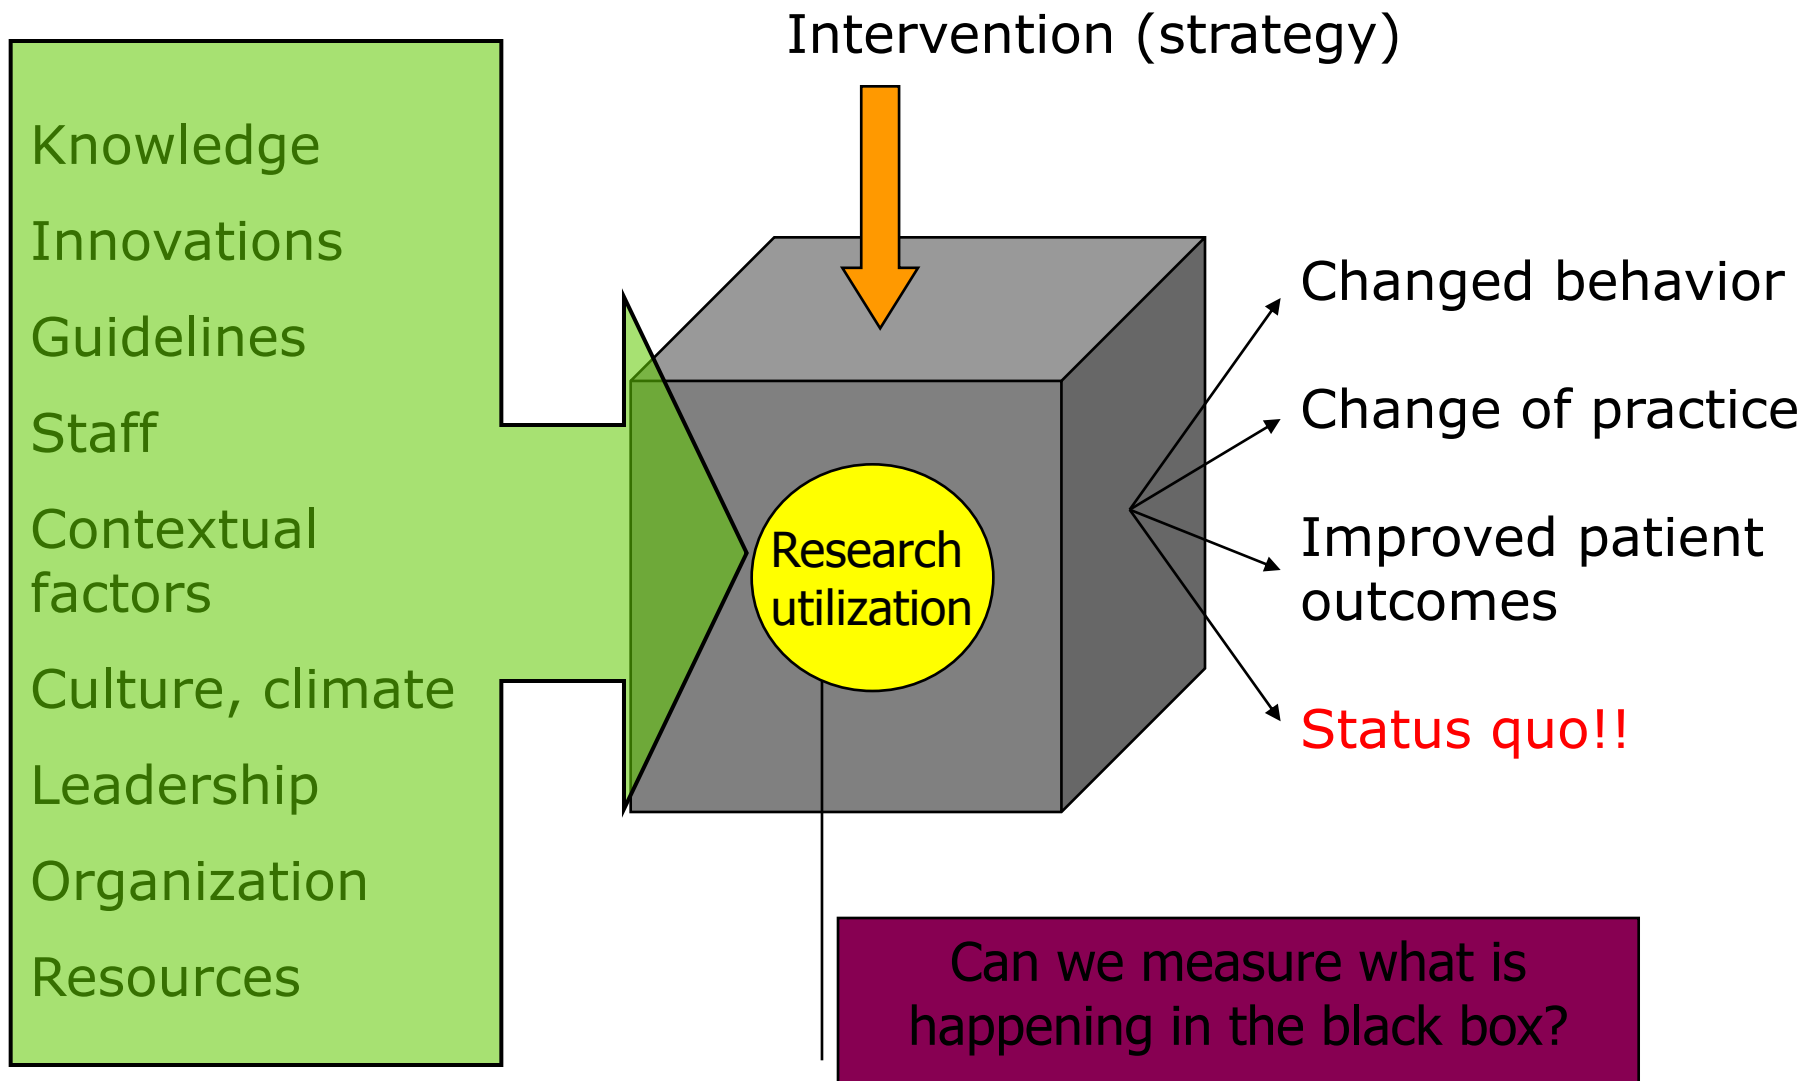 Intervention (strategy)
Knowledge
Innovations
Guidelines
Staff
Contextual
factors
Culture, climate
Leadership
Organization
Resources
Research
utilization
Changed behavior
Change of practice
Improved patient
outcomes
Status quo!!
Can we measure what is
happening in the black box?